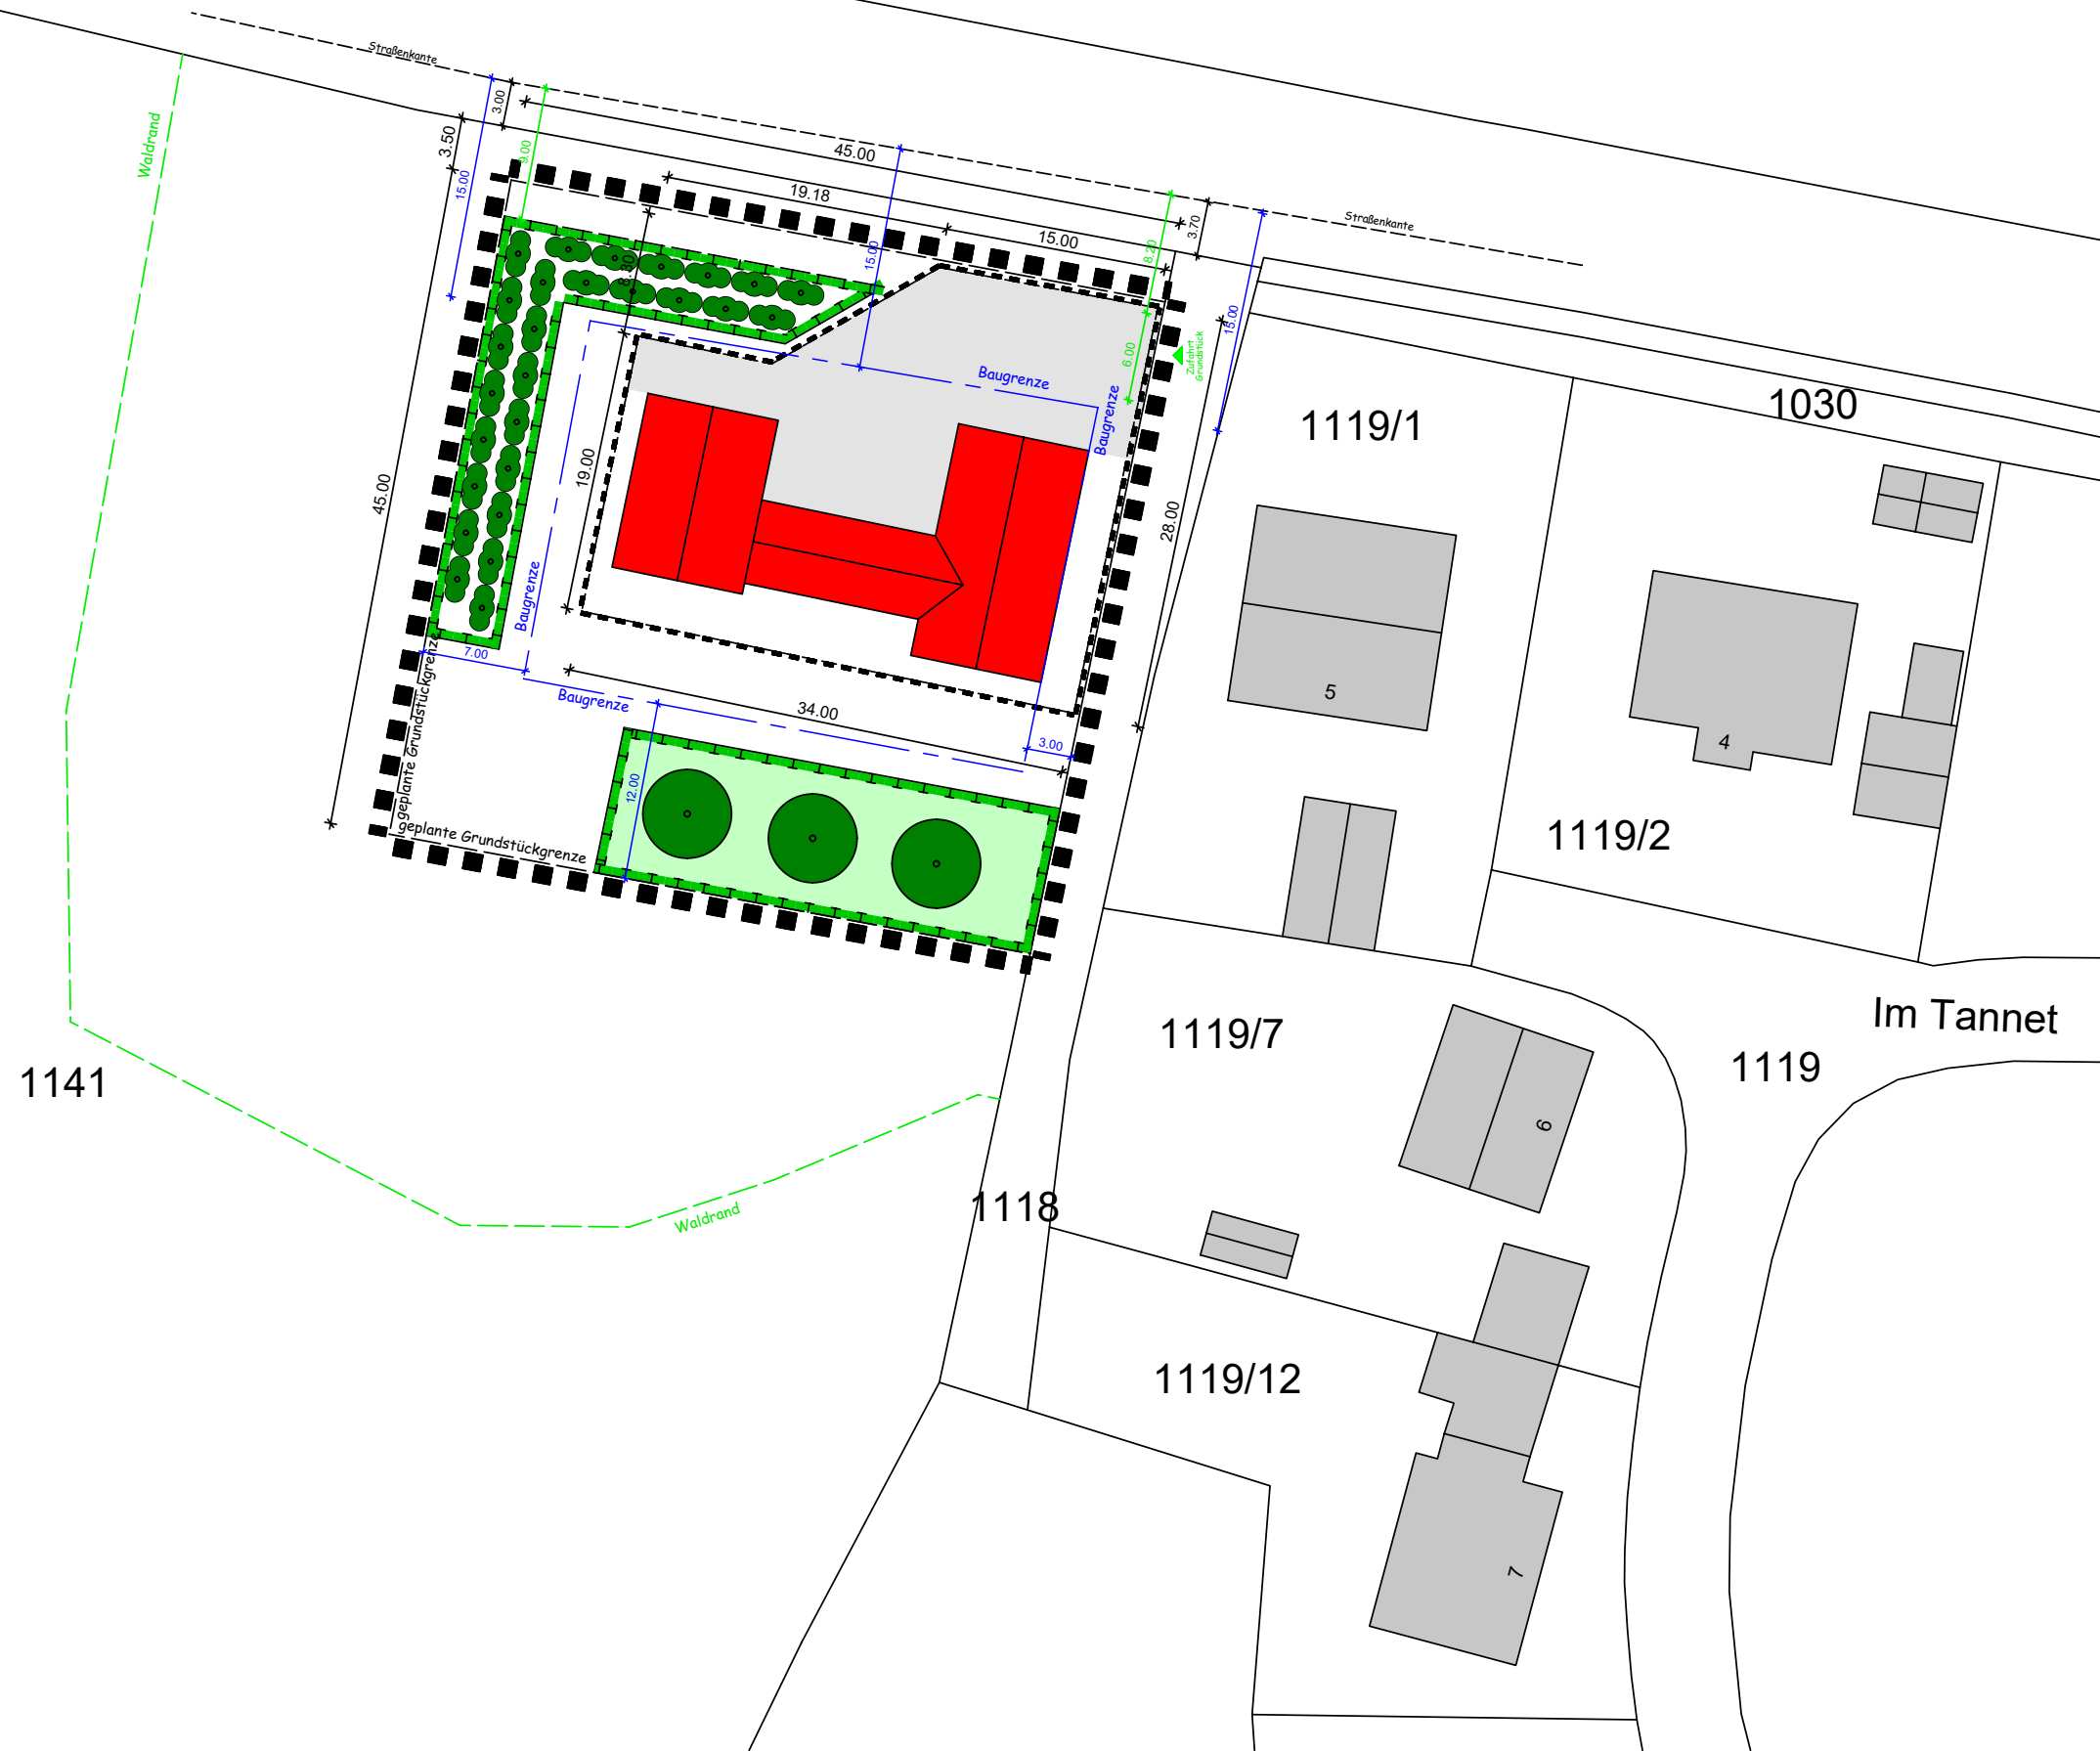 Straßenkante
Waldrand
3.50
3.00
9.00
15.00
45.00
19.18
15.00
15.00
8.30
8.20
3.70
Straßenkante
15.00
6.00
Zufahrt
Grundstück
Baugrenze
Baugrenze
1119/1
1030
45.00
19.00
28.00
Baugrenze
7.00
Baugrenze
34.00
3.00
12.00
geplante Grundstückgrenze
geplante Grundstückgrenze
5
4
1119/2
1119/7
Im Tannet
1119
1141
6
1118
Waldrand
1119/12
7